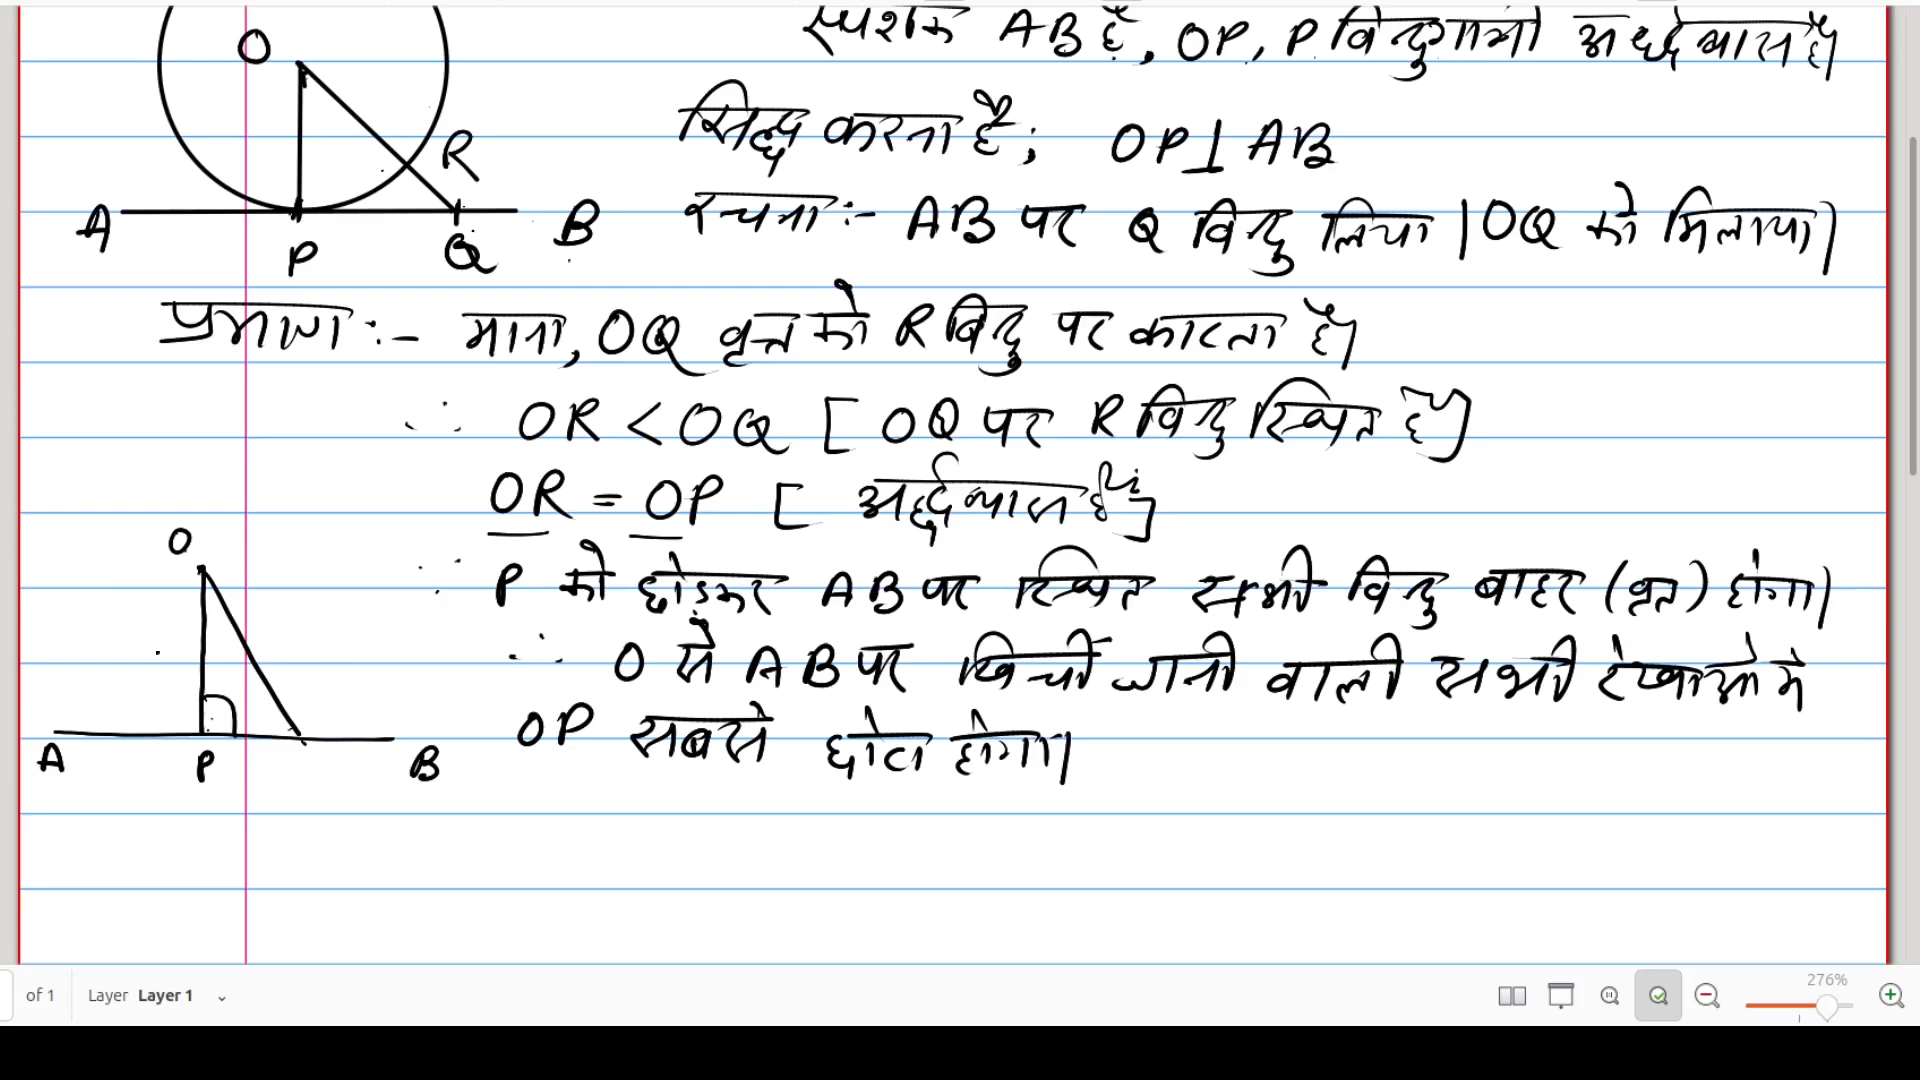 O
स्पर्शक AB है, OP, P बिन्दुगामी अर्द्धव्यास है।
सिद्ध करना है; OP⊥AB
R
A P Q B
रचना :- AB पर Q बिन्दु लिया | OQ को मिलाया।
प्रमाण :- माना, OQ वृत्त को R बिन्दु पर काटता है।
∴ OR < OQ [ OQ पर R बिन्दु स्थित है]
OR = OP [ अर्द्धव्यास हैं]
∴ P को छोड़कर AB पर स्थित सभी बिन्दु बाहर (वृत्त) होगा।
∴ O से AB पर खिची जानी वाली सभी रेखाओ मे
OP सबसे छोटा होगा।
O
A P B
of 1 Layer Layer 1
276%